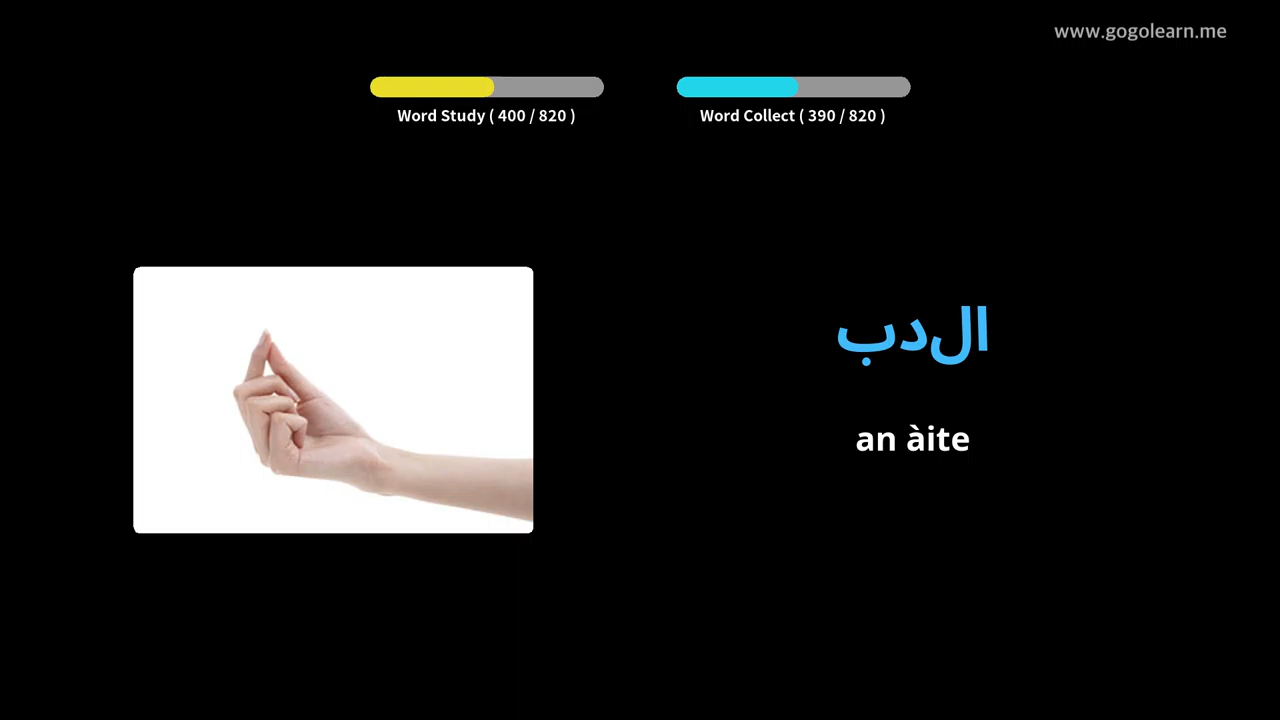 www.gogolearn.me
Word Study ( 400 / 820 )
Word Collect ( 390 / 820 )
الدب
an àite